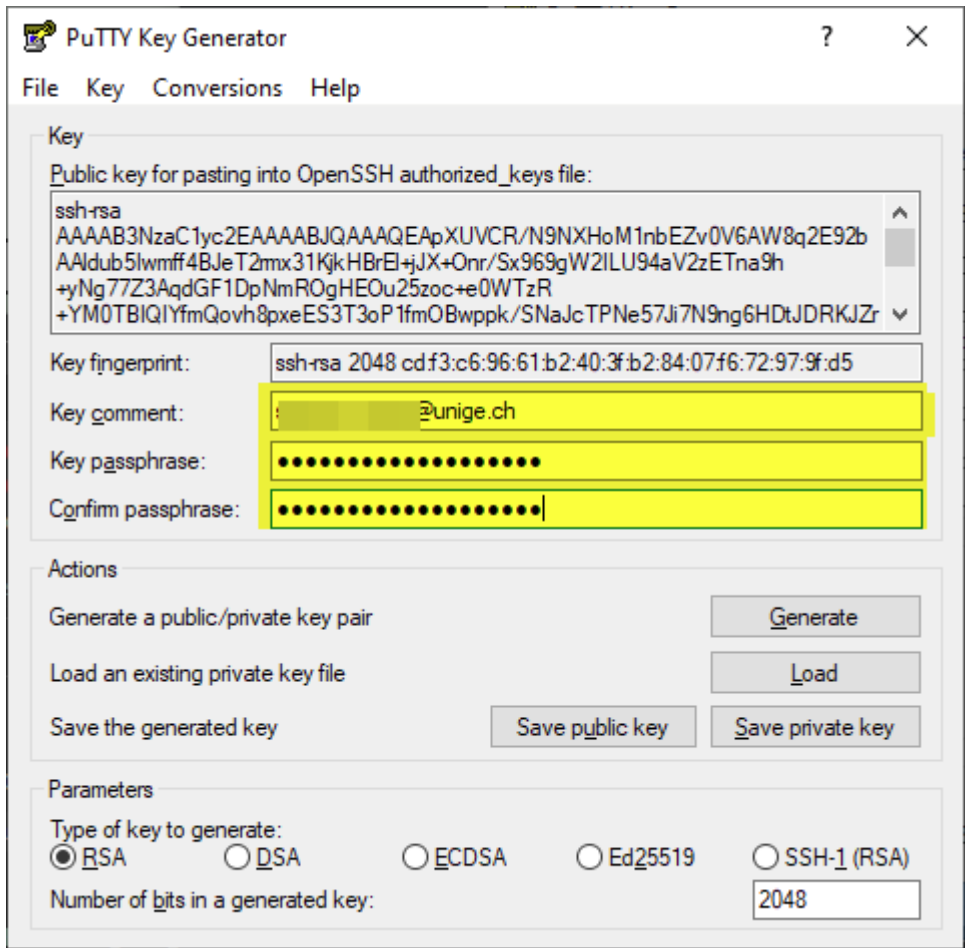 PuTTY Key Generator
File Key Conversions Help
Key
Public key for pasting into OpenSSH authorized_keys file:
ssh-rsa
AAAAB3NzaC1yc2EAAAABJQAAAQEApXUVCR/N9NXHoM1nbEZv0V6AW8q2E92b
AAldub5lwmff4BJeT2rmx31KjkHBrEl+jJX+Onr/Sx969gW2ILU94aV2zETna9h
+yNg77Z3AqdGF1DpNmROgHEOu25zoc+e0WTzR
+YM0TBIQIYfmQovh8pxeES3T3oP1fmOBwppk/SNaJcTPNe57Ji7N9ng6HDtJDRKJZr
Key fingerprint: ssh-rsa 2048 cd:f3:c6:96:61:b2:40:3f:b2:84:07:f6:72:97:9f:d5
Key comment: @unige.ch
Key passphrase: ●●●●●●●●●●●●●●●●●●●
Confirm passphrase: ●●●●●●●●●●●●●●●●●●●
Actions
Generate a public/private key pair Generate
Load an existing private key file Load
Save the generated key Save public key Save private key
Parameters
Type of key to generate:
RSA DSA ECDSA Ed25519 SSH-1 (RSA)
Number of bits in a generated key: 2048